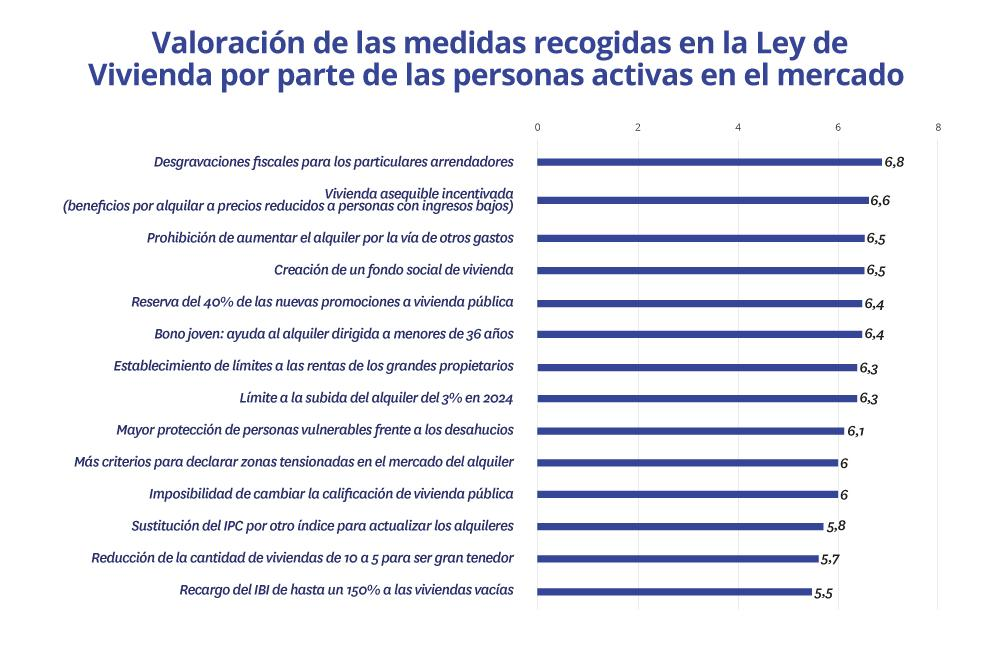 Valoración de las medidas recogidas en la Ley de
Vivienda por parte de las personas activas en el mercado
0 2 4 6 8
Desgravaciones fiscales para los particulares arrendadores 6,8
Vivienda asequible incentivada
(beneficios por alquilar a precios reducidos a personas con ingresos bajos) 6,6
Prohibición de aumentar el alquiler por la vía de otros gastos 6,5
Creación de un fondo social de vivienda 6,5
Reserva del 40% de las nuevas promociones a vivienda pública 6,4
Bono joven: ayuda al alquiler dirigida a menores de 36 años 6,4
Establecimiento de límites a las rentas de los grandes propietarios 6,3
Límite a la subida del alquiler del 3% en 2024 6,3
Mayor protección de personas vulnerables frente a los desahucios 6,1
Más criterios para declarar zonas tensionadas en el mercado del alquiler 6
Imposibilidad de cambiar la calificación de vivienda pública 6
Sustitución del IPC por otro índice para actualizar los alquileres 5,8
Reducción de la cantidad de viviendas de 10 a 5 para ser gran tenedor 5,7
Recargo del IBI de hasta un 150% a las viviendas vacías 5,5